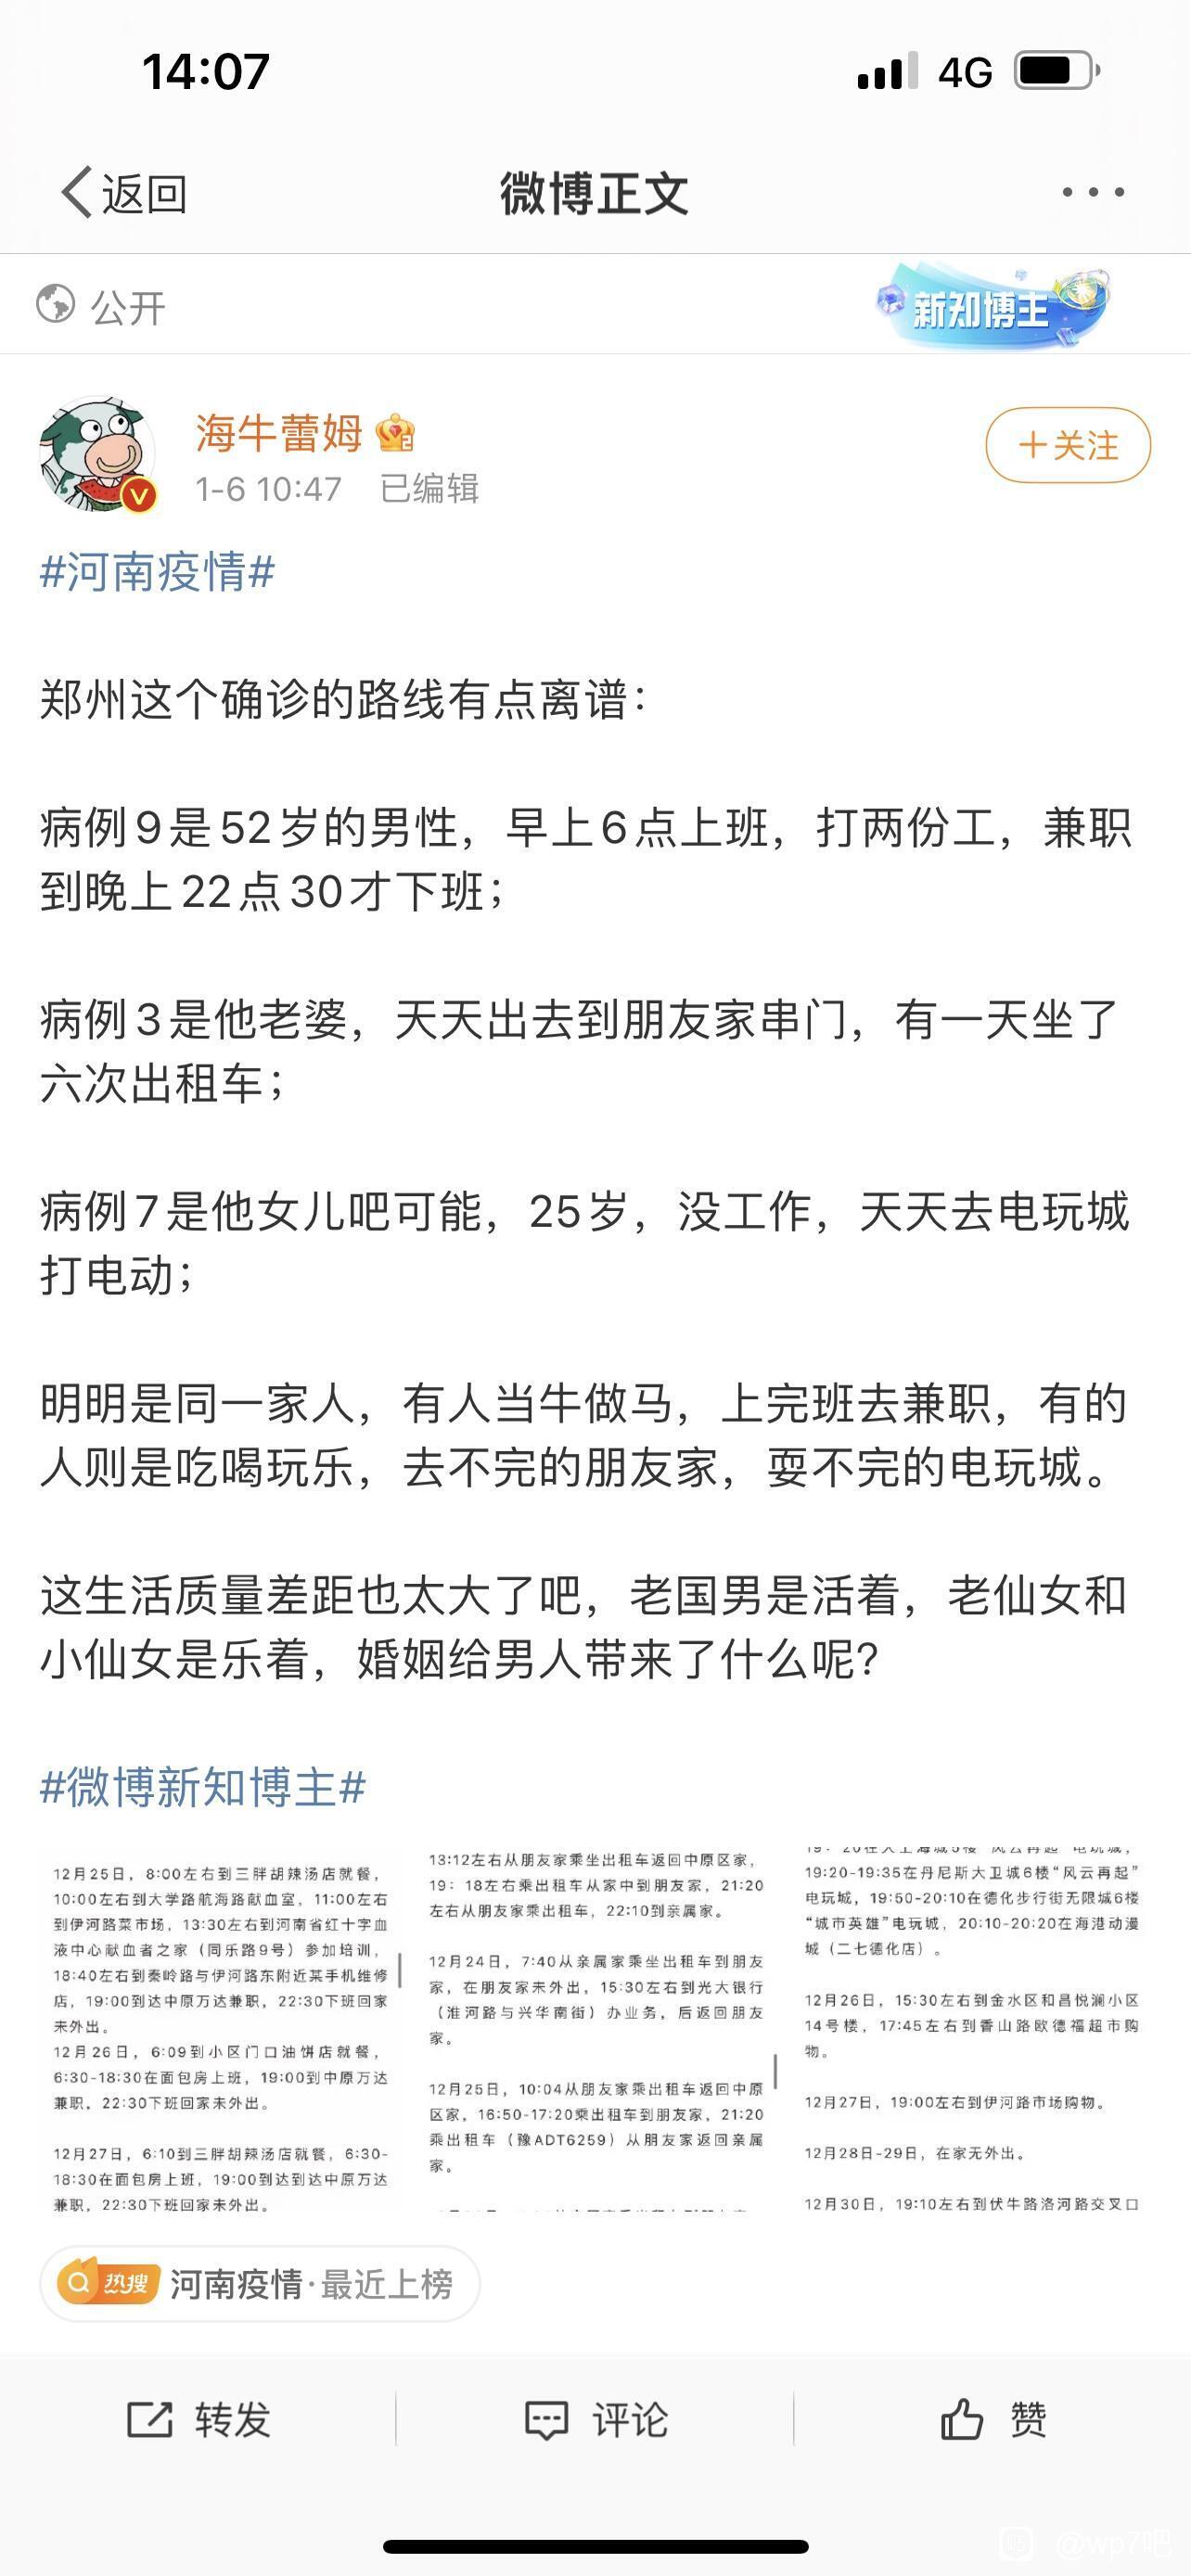 14:07
4G
返回
微博正文
公开
新知博主
海牛蕾姆
1-6 10:47 已编辑
+关注
#河南疫情#
郑州这个确诊的路线有点离谱：
病例9是52岁的男性，早上6点上班，打两份工，兼职
到晚上22点30才下班；
病例3是他老婆，天天出去到朋友家串门，有一天坐了
六次出租车；
病例7是他女儿吧可能，25岁，没工作，天天去电玩城
打电动；
明明是同一家人，有人当牛做马，上完班去兼职，有的
人则是吃喝玩乐，去不完的朋友家，耍不完的电玩城。
这生活质量差距也太大了吧，老国男是活着，老仙女和
小仙女是乐着，婚姻给男人带来了什么呢?
#微博新知博主#
12月25日，8:00左右到三胖胡辣汤店就餐，
10:00左右到大学路航海路献血室，11:00左右
到伊河路菜市场，13:30左右到河南省红十字血
液中心献血者之家（同乐路9号）参加培训，
18:40左右到秦岭路与伊河路东附近某手机维修
店，19:00到达中原万达兼职，22:30下班回家
未外出。
12月26日，6:09到小区门口油饼店就餐，
6:30-18:30在面包房上班，19:00到中原万达
兼职，22:30下班回家未外出。
12月27日，6:10到三胖胡辣汤店就餐，6:30-
18:30在面包房上班，19:00到达到达中原万达
兼职，22:30下班回家未外出。
13:12左右从朋友家乘坐出租车返回中原区家，
19：18左右乘出租车从家中到朋友家，21:20
左右从朋友家乘出租车，22:10到亲属家。
12月24日，7:40从亲属家乘坐出租车到朋友
家，在朋友家未外出，15:30左右到光大银行
（淮河路与兴华南街）办业务，后返回朋友
家。
12月25日，10:04从朋友家乘出租车返回中原
区家，16:50-17:20乘出租车到朋友家，21:20
乘出租车（豫ADT6259）从朋友家返回亲属
家。
19:20-19:35在丹尼斯大卫城6楼“风云再起”
电玩城，19:50-20:10在德化步行街无限城6楼
“城市英雄”电玩城，20:10-20:20在海港动漫
城（二七德化店）。
12月26日，15:30左右到金水区和昌悦澜小区
14号楼，17:45左右到香山路欧德福超市购
物。
12月27日，19:00左右到伊河路市场购物。
12月28日-29日，在家无外出。
12月30日，19:10左右到伏牛路洛河路交叉口
热搜 河南疫情·最近上榜
转发
评论
赞
@wp7吧